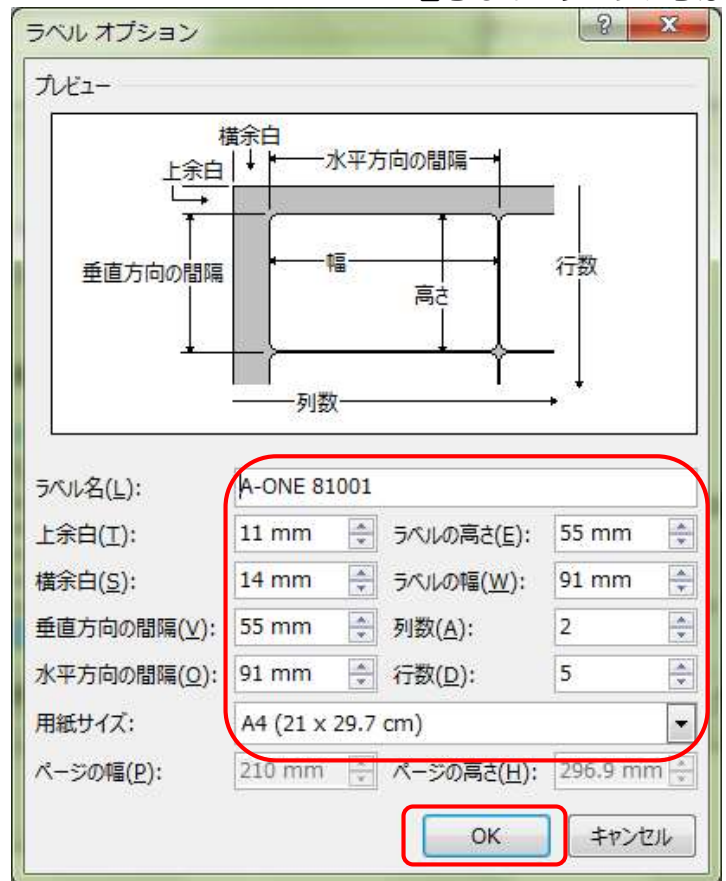 ラベル オプション
プレビュー
横余白
水平方向の間隔
上余白
垂直方向の間隔
幅
高さ
行数
列数
ラベル名(L): A-ONE 81001
上余白(T): 11 mm ラベルの高さ(E): 55 mm
横余白(S): 14 mm ラベルの幅(W): 91 mm
垂直方向の間隔(V): 55 mm 列数(A): 2
水平方向の間隔(O): 91 mm 行数(D): 5
用紙サイズ: A4 (21 x 29.7 cm)
ページの幅(P): 210 mm ページの高さ(H): 296.9 mm
OK キャンセル